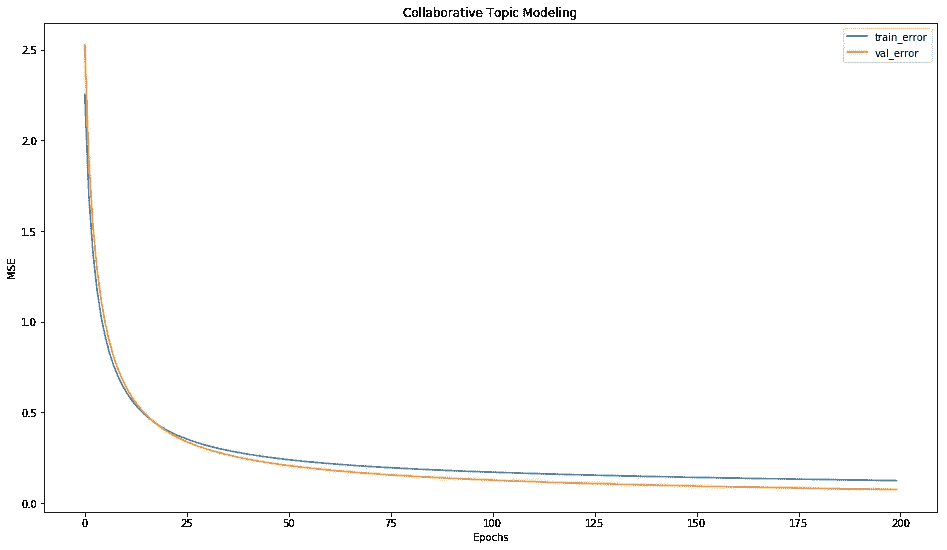 Collaborative Topic Modeling
train_error
val_error
2.5
2.0
1.5
1.0
0.5
0.0
MSE
0 25 50 75 100 125 150 175 200
Epochs